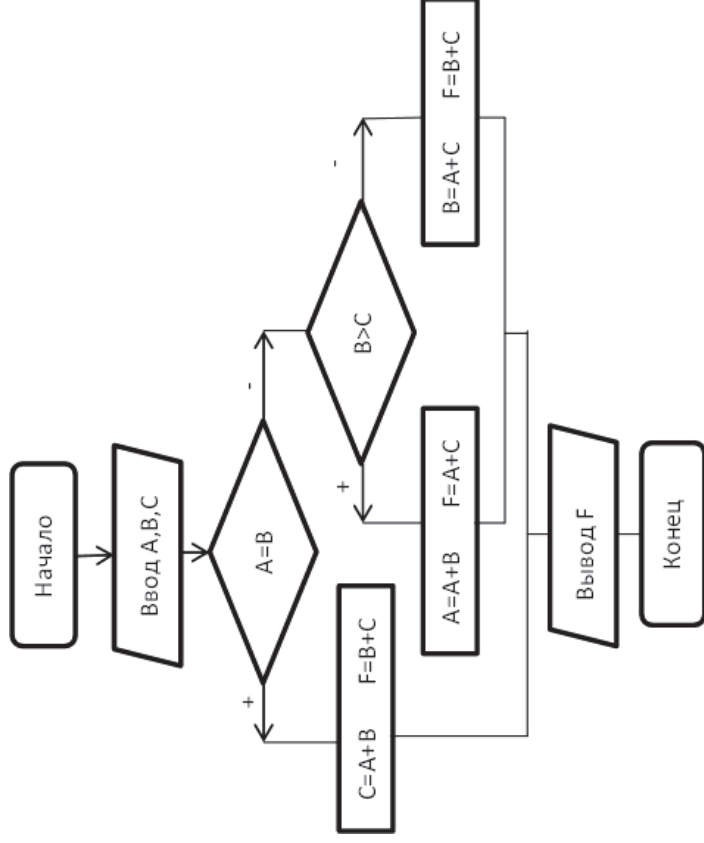 Начало
Ввод A,B,C
A=B
+
-
B>C
+
-
C=A+B F=B+C
A=A+B F=A+C
B=A+C F=B+C
Вывод F
Конец